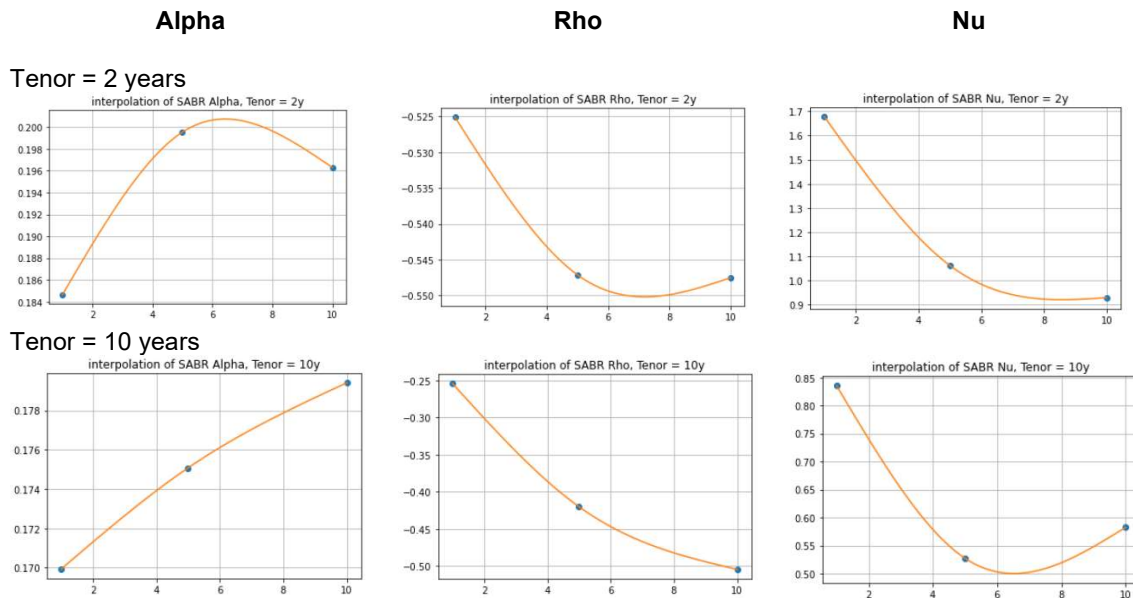 Alpha Rho Nu
Tenor = 2 years
interpolation of SABR Alpha, Tenor = 2y
0.200
0.198
0.196
0.194
0.192
0.190
0.188
0.186
0.184
2 4 6 8 10
interpolation of SABR Rho, Tenor = 2y
−0.525
−0.530
−0.535
−0.540
−0.545
−0.550
2 4 6 8 10
interpolation of SABR Nu, Tenor = 2y
1.7
1.6
1.5
1.4
1.3
1.2
1.1
1.0
0.9
2 4 6 8 10
Tenor = 10 years
interpolation of SABR Alpha, Tenor = 10y
0.178
0.176
0.174
0.172
0.170
2 4 6 8 10
interpolation of SABR Rho, Tenor = 10y
−0.25
−0.30
−0.35
−0.40
−0.45
−0.50
2 4 6 8 10
interpolation of SABR Nu, Tenor = 10y
0.85
0.80
0.75
0.70
0.65
0.60
0.55
0.50
2 4 6 8 10